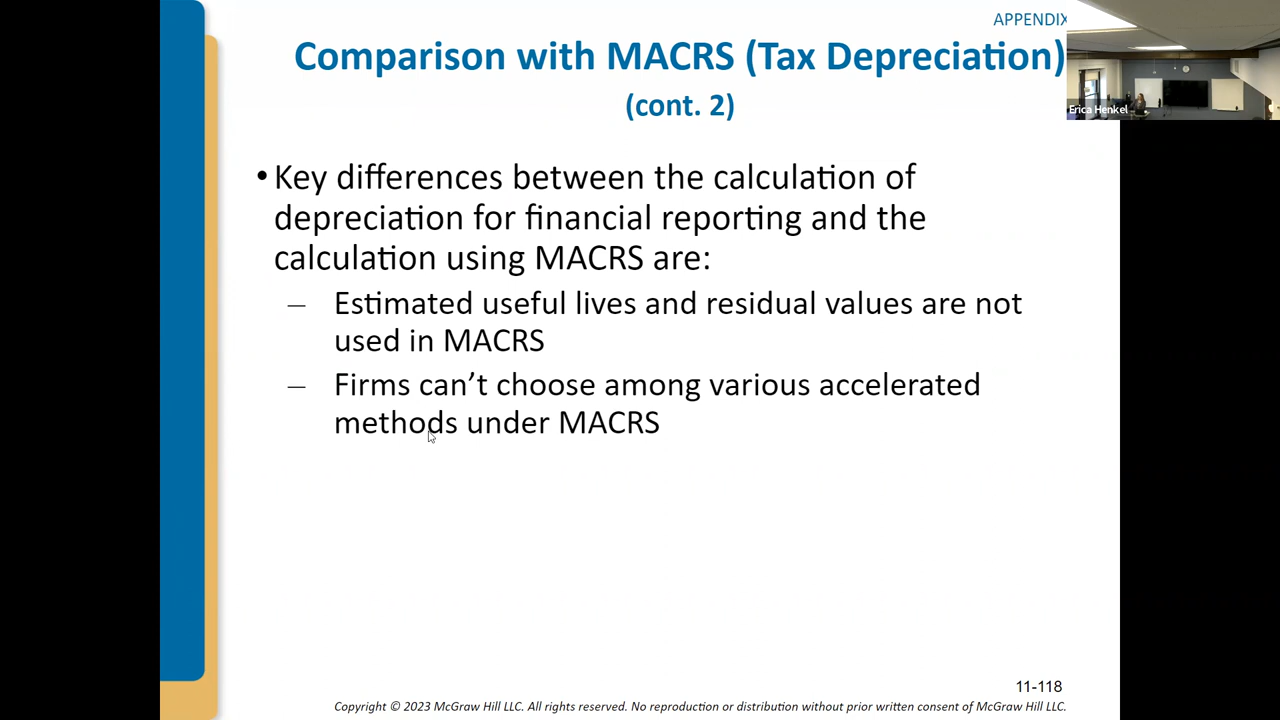 APPENDIX
Comparison with MACRS (Tax Depreciation)
(cont. 2)
Erica Henkel
• Key differences between the calculation of
depreciation for financial reporting and the
calculation using MACRS are:
– Estimated useful lives and residual values are not
used in MACRS
– Firms can’t choose among various accelerated
methods under MACRS
11-118
Copyright © 2023 McGraw Hill LLC. All rights reserved. No reproduction or distribution without prior written consent of McGraw Hill LLC.